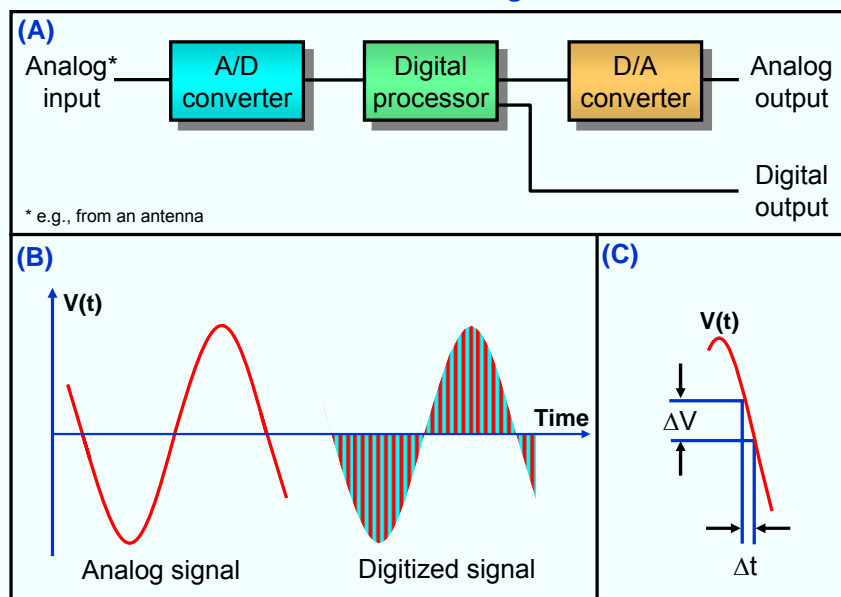 (A)
Analog*
input
A/D
converter
Digital
processor
D/A
converter
Analog
output
Digital
output
* e.g., from an antenna
(B)
V(t)
Time
Analog signal
Digitized signal
(C)
V(t)
ΔV
Δt